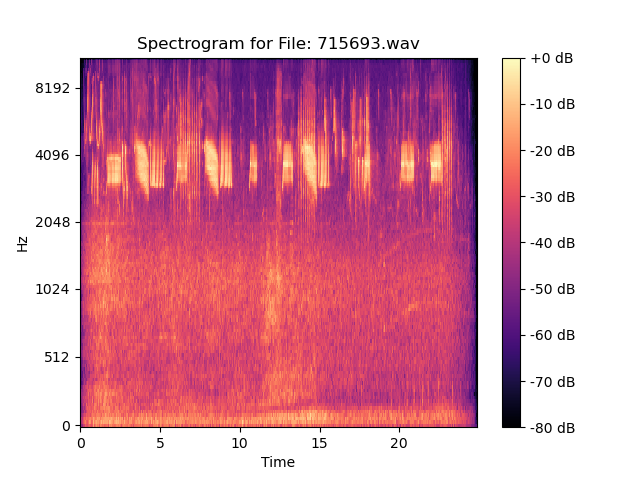 Spectrogram for File: 715693.wav
8192
4096
2048
1024
512
0
Hz
0 5 10 15 20
Time
+0 dB
-10 dB
-20 dB
-30 dB
-40 dB
-50 dB
-60 dB
-70 dB
-80 dB